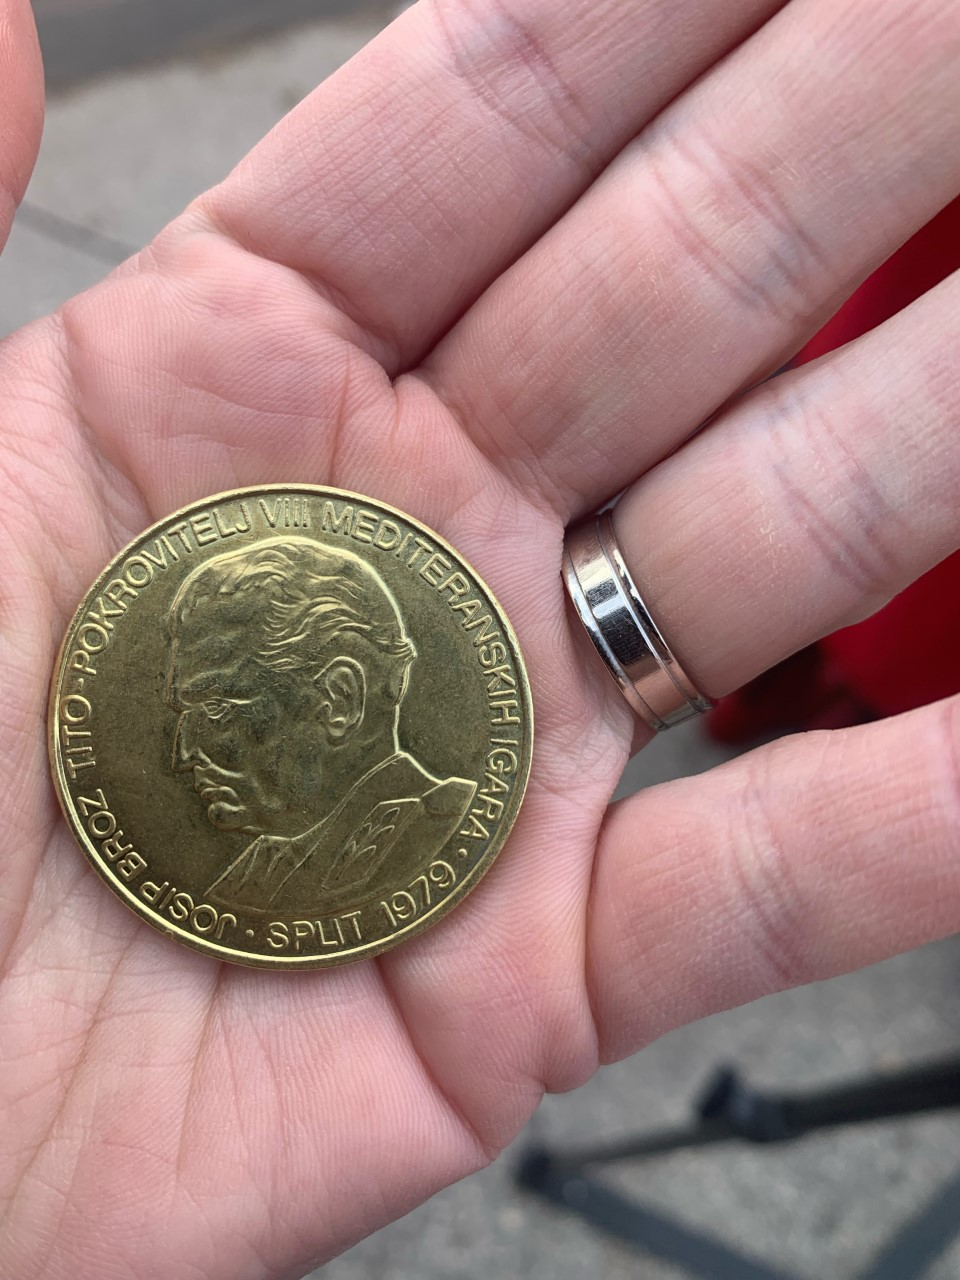 JOSIP BROZ TITO - POKROVITELJ VIII MEDITERANSKIH IGARA ·
SPLIT 1979 ·